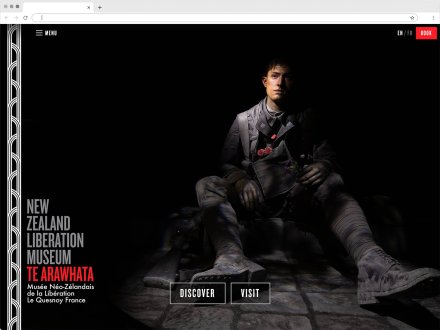 MENU
EN / FR
BOOK
NEW
ZEALAND
LIBERATION
MUSEUM
TE ARAWHATA
Musée Néo-Zélandais
de la Libération
Le Quesnoy France
DISCOVER
VISIT